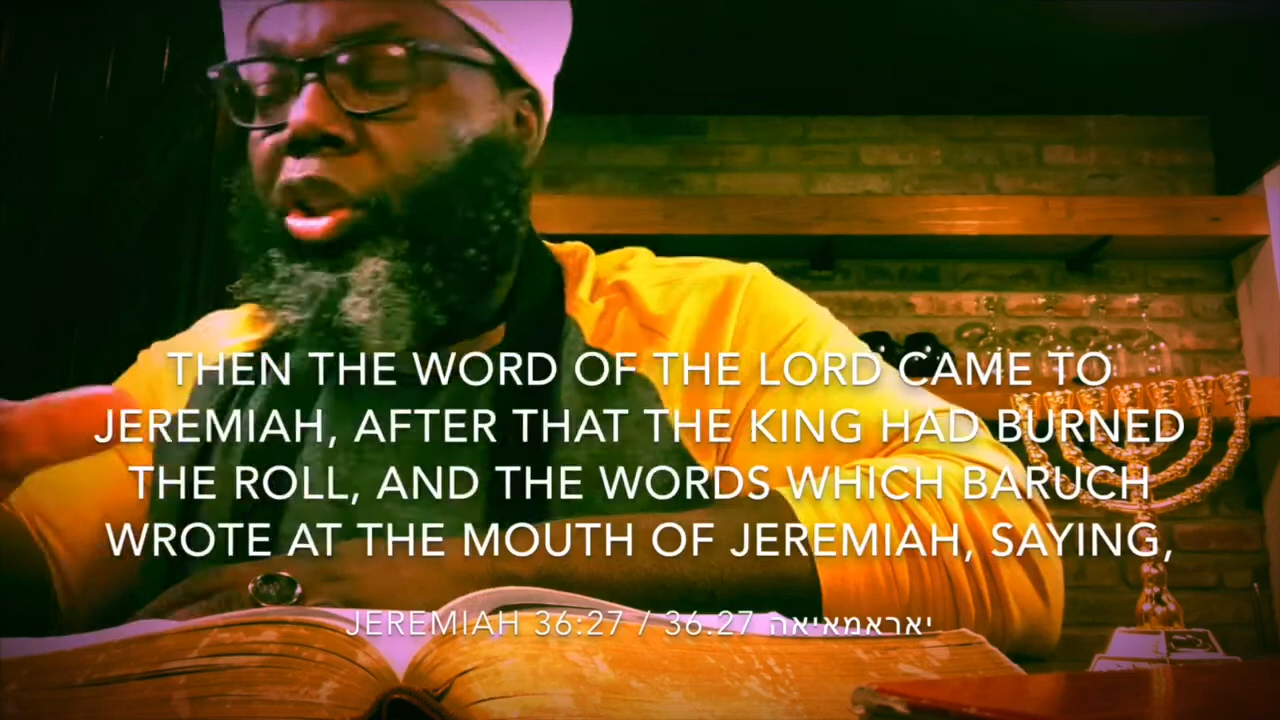 THEN THE WORD OF THE LORD CAME TO
JEREMIAH, AFTER THAT THE KING HAD BURNED
THE ROLL, AND THE WORDS WHICH BARUCH
WROTE AT THE MOUTH OF JEREMIAH, SAYING,
JEREMIAH 36:27 / 36.27 יאראמאיאה